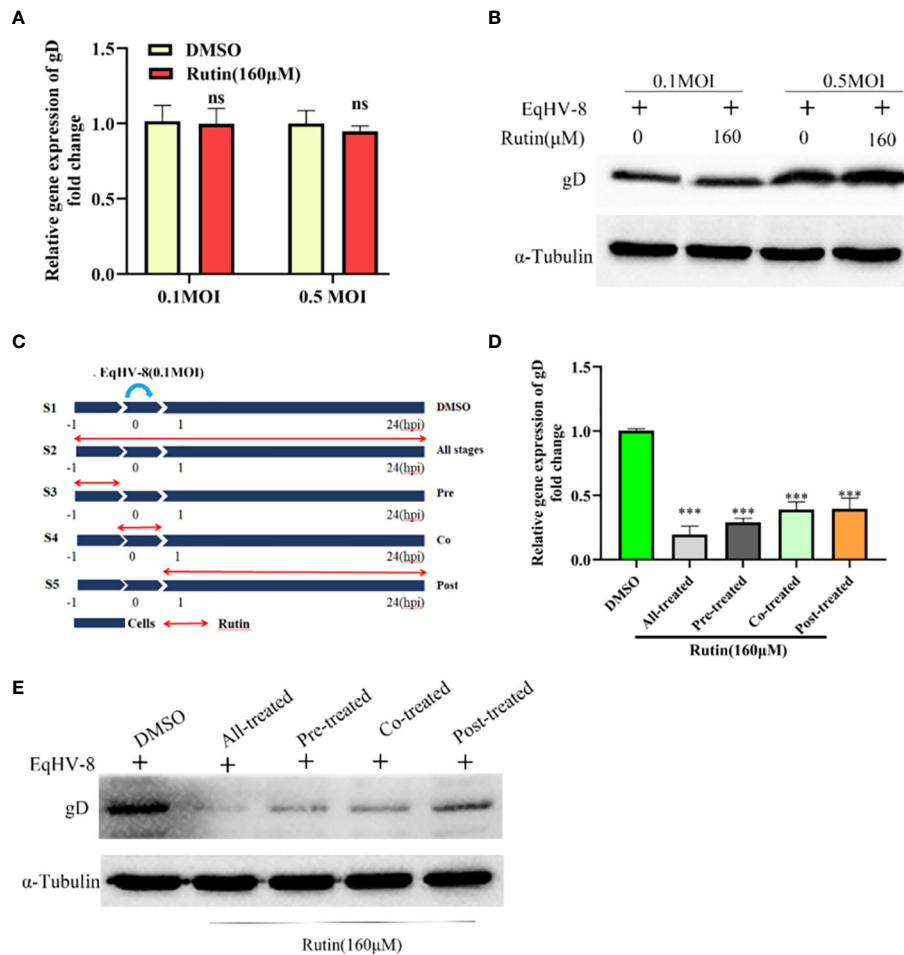 A
1.5
DMSO
Rutin(160μM)
ns
ns
1.0
0.5
0.0
Relative gene expression of gD
fold change
0.1MOI
0.5 MOI
B
0.1MOI
0.5MOI
EqHV-8
+
+
+
+
Rutin(μM)
0
160
0
160
gD
α-Tubulin
C
. EqHV-8(0.1MOI)
S1
DMSO
-1
0
1
24(hpi)
S2
All stages
-1
0
1
24(hpi)
S3
Pre
-1
0
1
24(hpi)
S4
Co
-1
0
1
24(hpi)
S5
Post
-1
0
1
24(hpi)
Cells
Rutin
D
1.5
1.0
0.5
0.0
Relative gene expression of gD
fold change
***
***
***
***
DMSO
All-treated
Pre-treated
Co-treated
Post-treated
Rutin(160μM)
E
DMSO
All-treated
Pre-treated
Co-treated
Post-treated
EqHV-8
+
+
+
+
+
gD
α-Tubulin
Rutin(160μM)